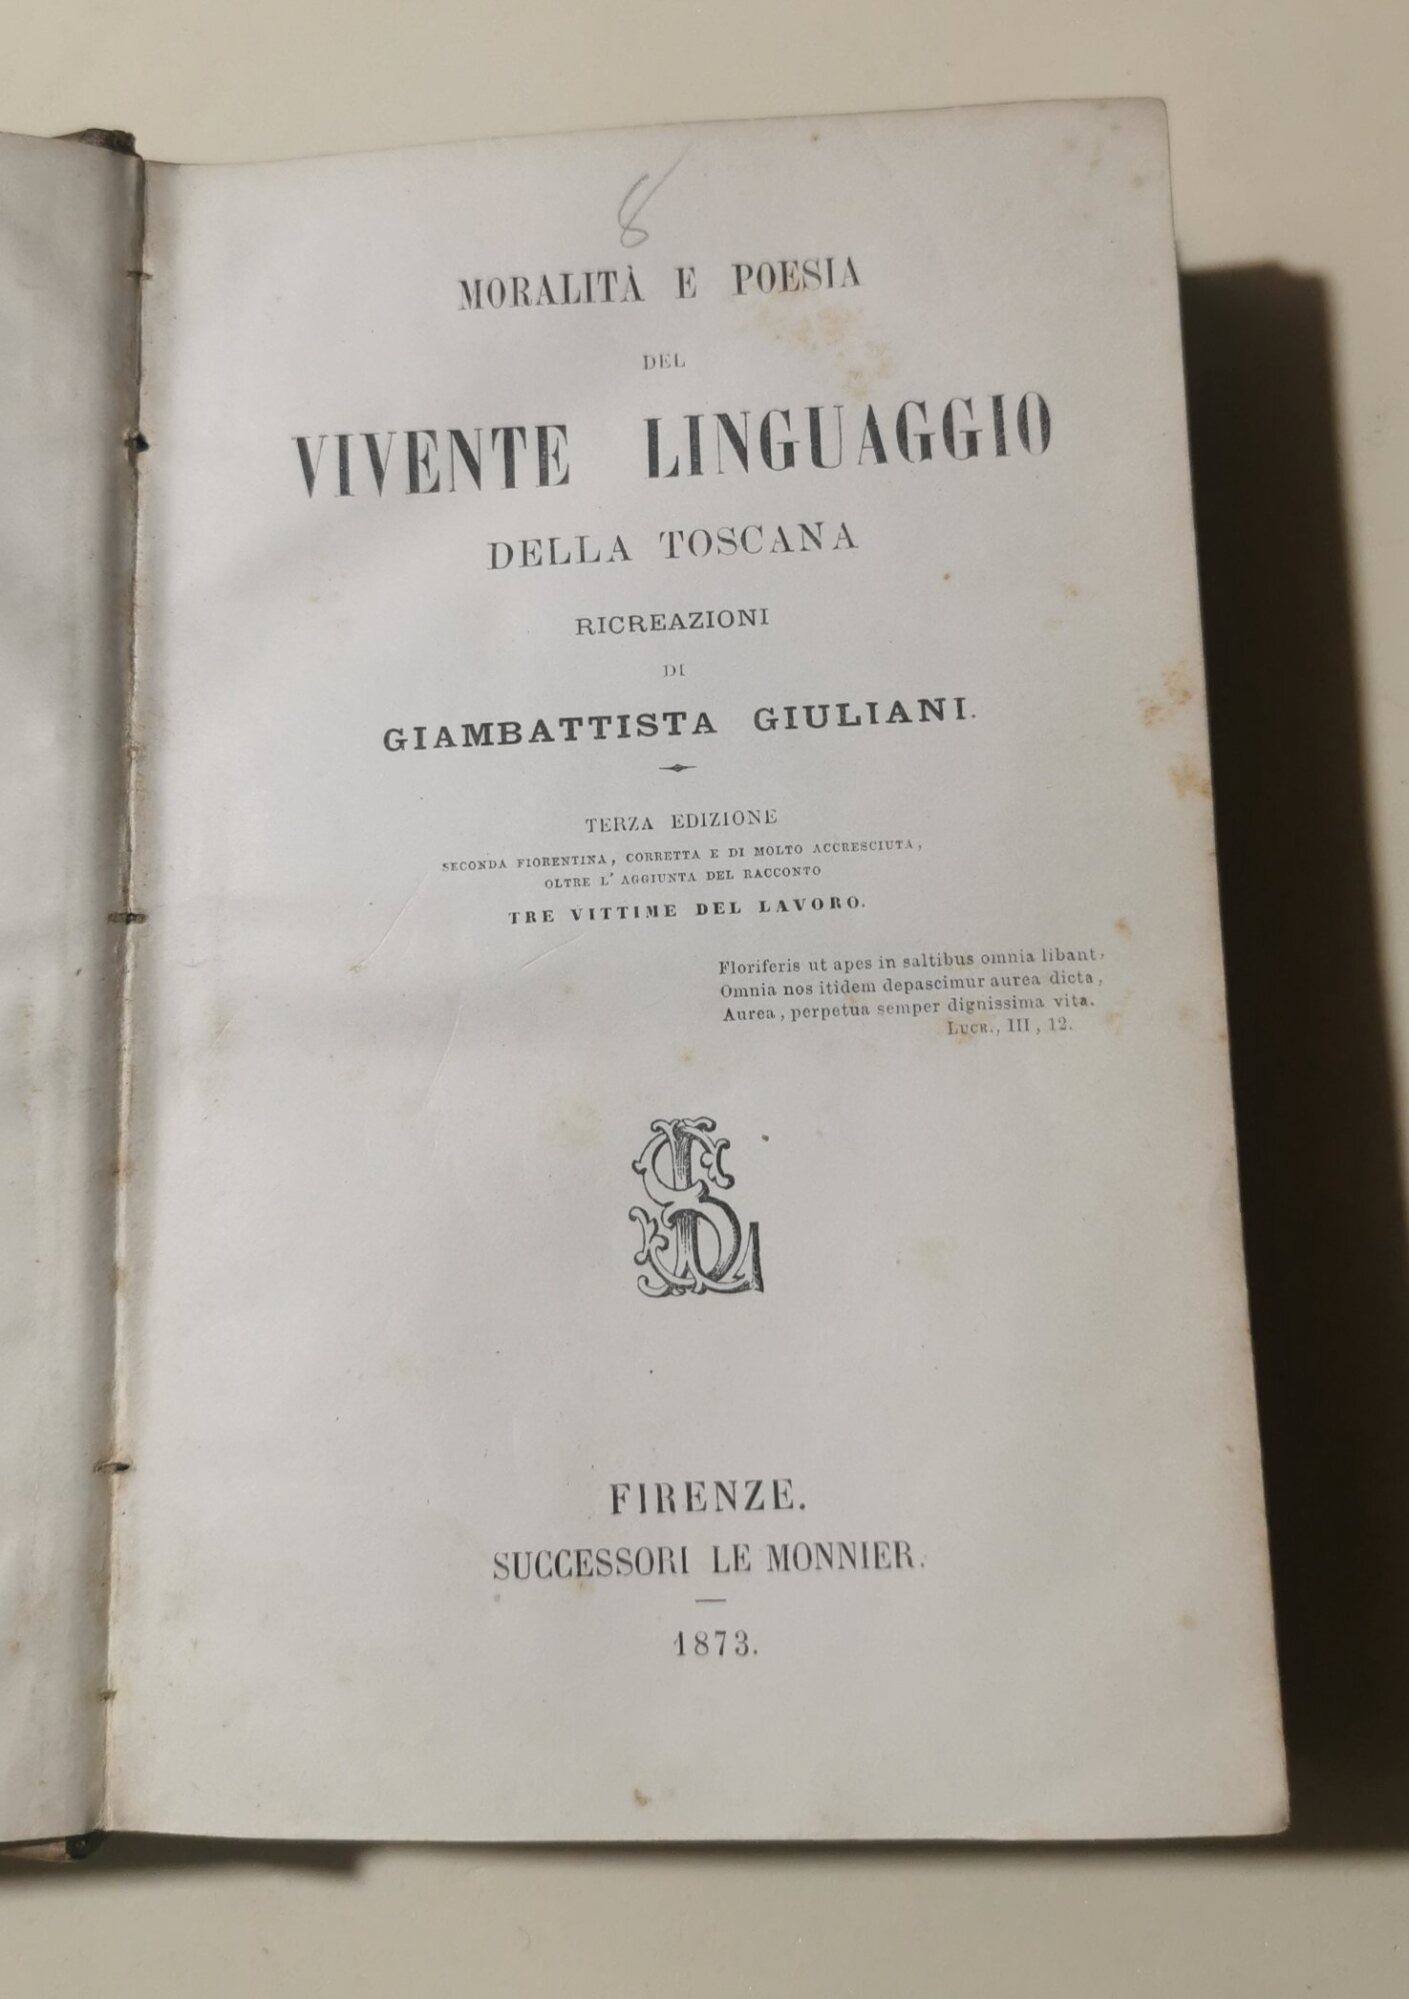 8
MORALITÀ E POESIA
DEL
VIVENTE LINGUAGGIO
DELLA TOSCANA
RICREAZIONI
DI
GIAMBATTISTA GIULIANI.
TERZA EDIZIONE
SECONDA FIORENTINA, CORRETTA E DI MOLTO ACCRESCIUTA,
OLTRE L'AGGIUNTA DEL RACCONTO
TRE VITTIME DEL LAVORO.
Floriferis ut apes in saltibus omnia libant,
Omnia nos itidem depascimur aurea dicta,
Aurea, perpetua semper dignissima vita.
LUCR., III, 12.
FIRENZE.
SUCCESSORI LE MONNIER.
1873.